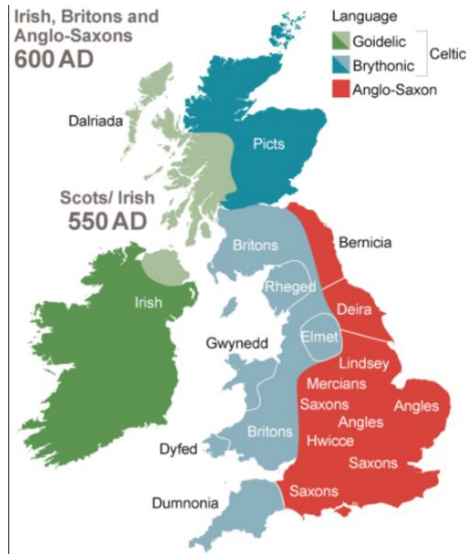 Irish, Britons and
Anglo-Saxons
600 AD
Language
Goidelic
Brythonic
Celtic
Anglo-Saxon
Dalriada
Picts
Scots/ Irish
550 AD
Britons
Bernicia
Rheged
Irish
Deira
Gwynedd
Elmet
Lindsey
Mercians
Saxons
Angles
Angles
Britons
Hwicce
Dyfed
Saxons
Dumnonia
Saxons